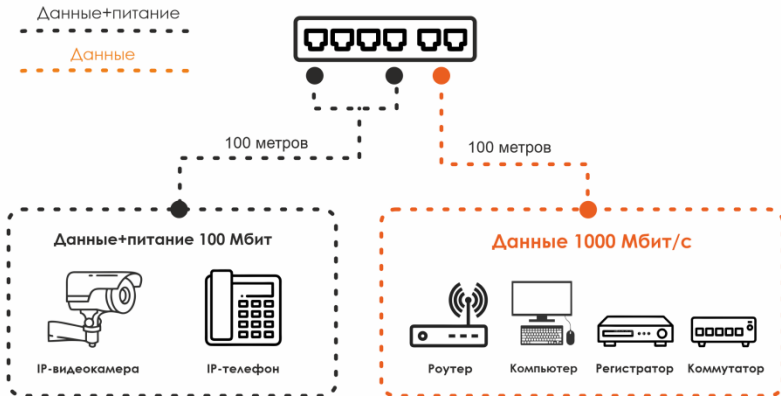 Данные+питание
Данные
100 метров
100 метров
Данные+питание 100 Мбит
Данные 1000 Мбит/с
IP-видеокамера
IP-телефон
Роутер
Компьютер
Регистратор
Коммутатор